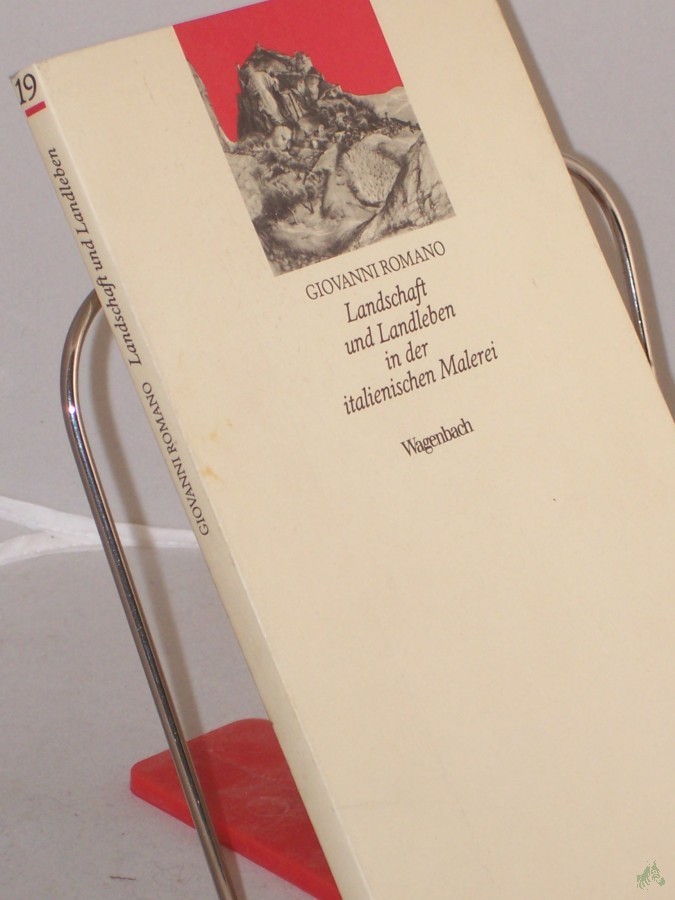 19
GIOVANNI ROMANO Landschaft und Landleben
GIOVANNI ROMANO
Landschaft
und Landleben
in der
italienischen Malerei
Wagenbach